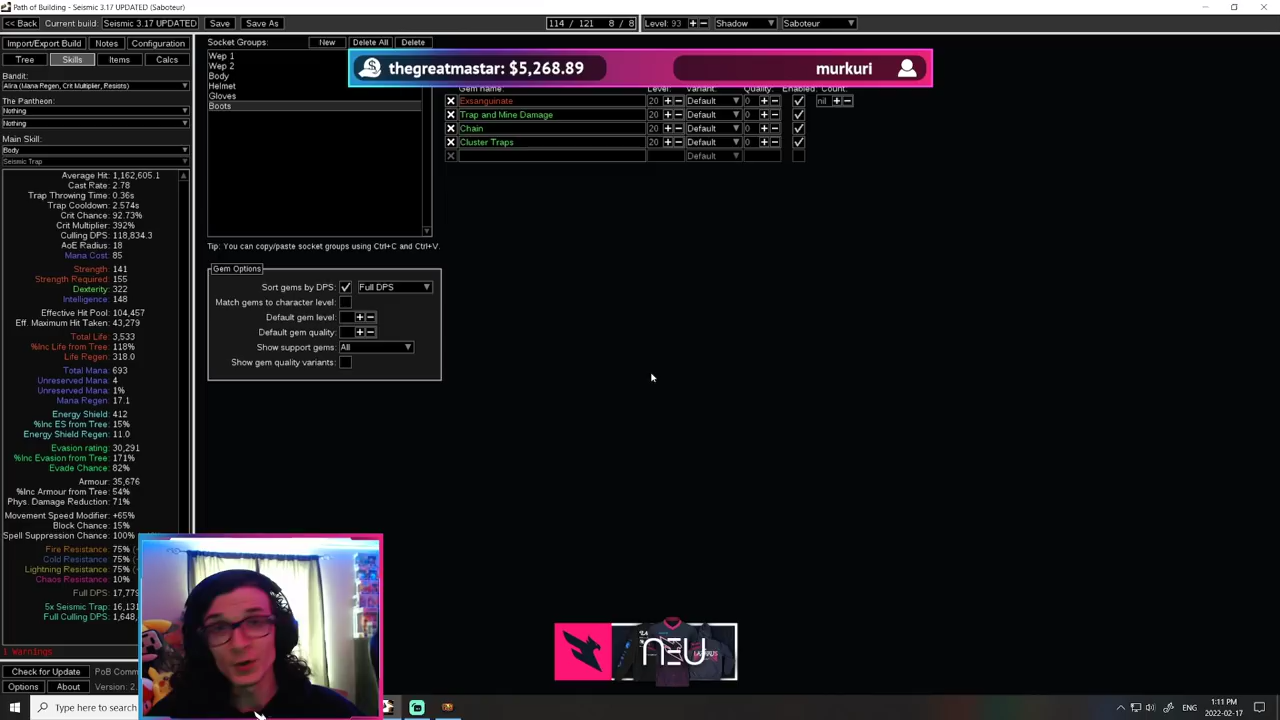 Path of Building - Seismic 3.17 UPDATED (Saboteur)
<< Back Current build: Seismic 3.17 UPDATED Save Save As 114 / 121 8 / 8 Level: 93 Shadow Saboteur
Import/Export Build Notes Configuration
Tree Skills Items Calcs
Bandit:
Alira (Mana Regen, Crit Multiplier, Resists)
The Pantheon:
Nothing
Nothing
Main Skill:
Body
Seismic Trap
Average Hit: 1,162,605.1
Cast Rate: 2.78
Trap Throwing Time: 0.36s
Trap Cooldown: 2.574s
Crit Chance: 92.73%
Crit Multiplier: 392%
Culling DPS: 118,834.3
AoE Radius: 18
Mana Cost: 85
Strength: 141
Strength Required: 155
Dexterity: 322
Intelligence: 148
Effective Hit Pool: 104,457
Eff. Maximum Hit Taken: 43,279
Total Life: 3,533
%Inc Life from Tree: 118%
Life Regen: 318.0
Total Mana: 693
Unreserved Mana: 4
Unreserved Mana: 1%
Mana Regen: 17.1
Energy Shield: 412
%Inc ES from Tree: 15%
Energy Shield Regen: 11.0
Evasion rating: 30,291
%Inc Evasion from Tree: 171%
Evade Chance: 82%
Armour: 35,676
%Inc Armour from Tree: 54%
Phys. Damage Reduction: 71%
Movement Speed Modifier: +65%
Block Chance: 15%
Spell Suppression Chance: 100%
Fire Resistance: 75%
Cold Resistance: 75%
Lightning Resistance: 75%
Chaos Resistance: 10%
Full DPS: 17,779
5x Seismic Trap: 16,131
Full Culling DPS: 1,648,
1 Warnings
Check for Update PoB Comm
Options About Version: 2.
Socket Groups: New Delete All Delete
Wep 1
Wep 2
Body
Helmet
Gloves
Boots
Tip: You can copy/paste socket groups using Ctrl+C and Ctrl+V.
Gem Options
Sort gems by DPS: Full DPS
Match gems to character level:
Default gem level:
Default gem quality:
Show support gems: All
Show gem quality variants:
thegreatmastar: $5,268.89 murkuri
Gem name: Level: Variant: Quality: Enabled: Count:
Exsanguinate 20 Default 0 nil
Trap and Mine Damage 20 Default 0
Chain 20 Default 0
Cluster Traps 20 Default 0
Default
NEU
Type here to search
ENG
1:11 PM
2022-02-17